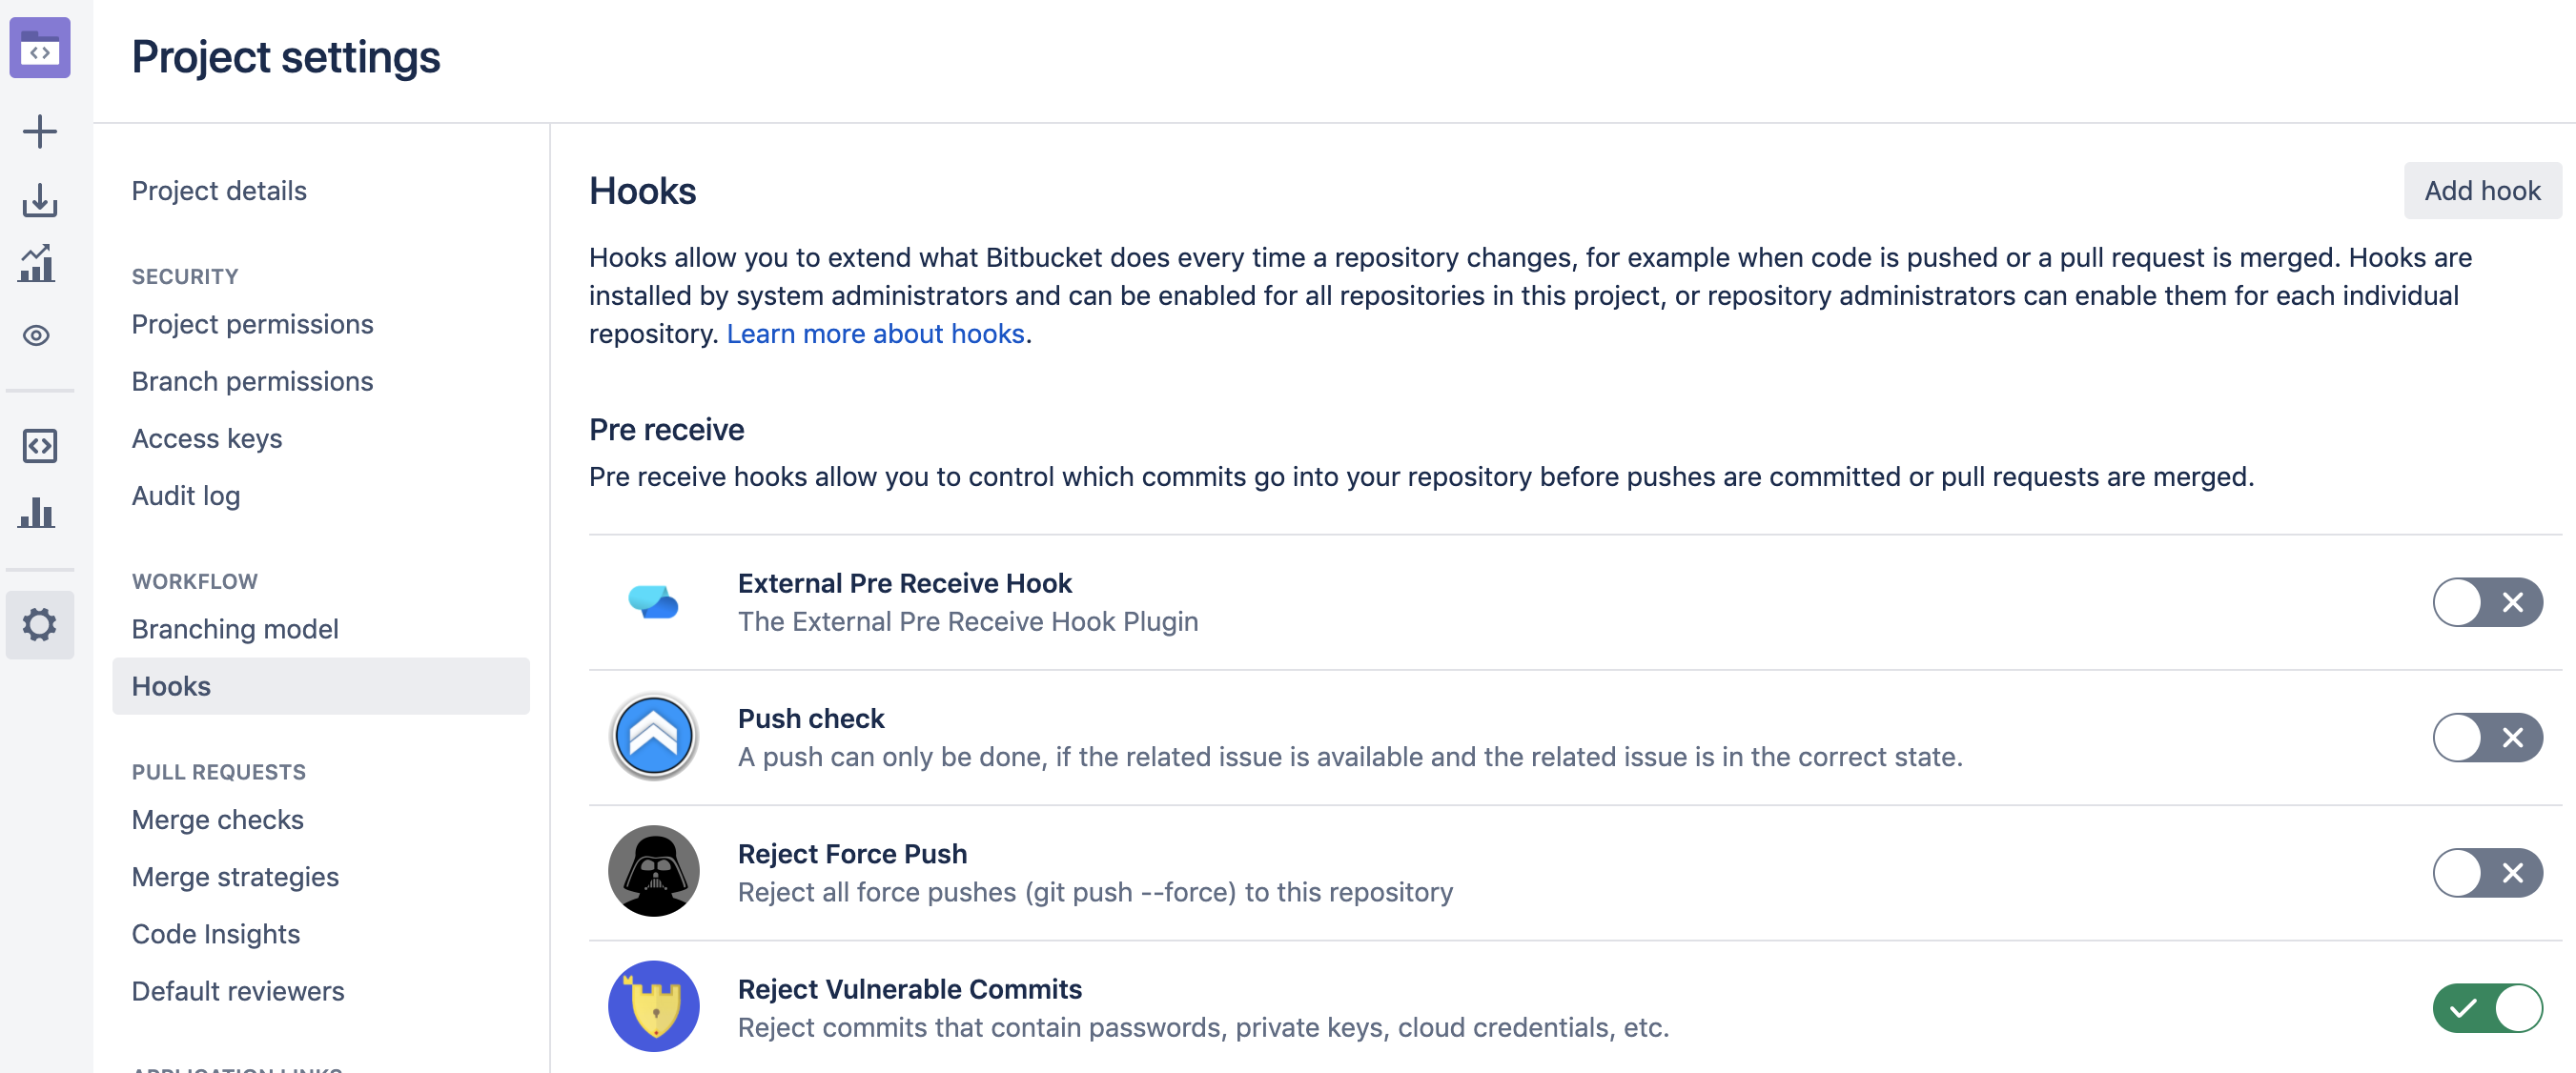 Project settings
Project details
SECURITY
Project permissions
Branch permissions
Access keys
Audit log
WORKFLOW
Branching model
Hooks
PULL REQUESTS
Merge checks
Merge strategies
Code Insights
Default reviewers
APPLICATION LINKS
Hooks
Add hook
Hooks allow you to extend what Bitbucket does every time a repository changes, for example when code is pushed or a pull request is merged. Hooks are
installed by system administrators and can be enabled for all repositories in this project, or repository administrators can enable them for each individual
repository. Learn more about hooks.
Pre receive
Pre receive hooks allow you to control which commits go into your repository before pushes are committed or pull requests are merged.
External Pre Receive Hook
The External Pre Receive Hook Plugin
Push check
A push can only be done, if the related issue is available and the related issue is in the correct state.
Reject Force Push
Reject all force pushes (git push --force) to this repository
Reject Vulnerable Commits
Reject commits that contain passwords, private keys, cloud credentials, etc.